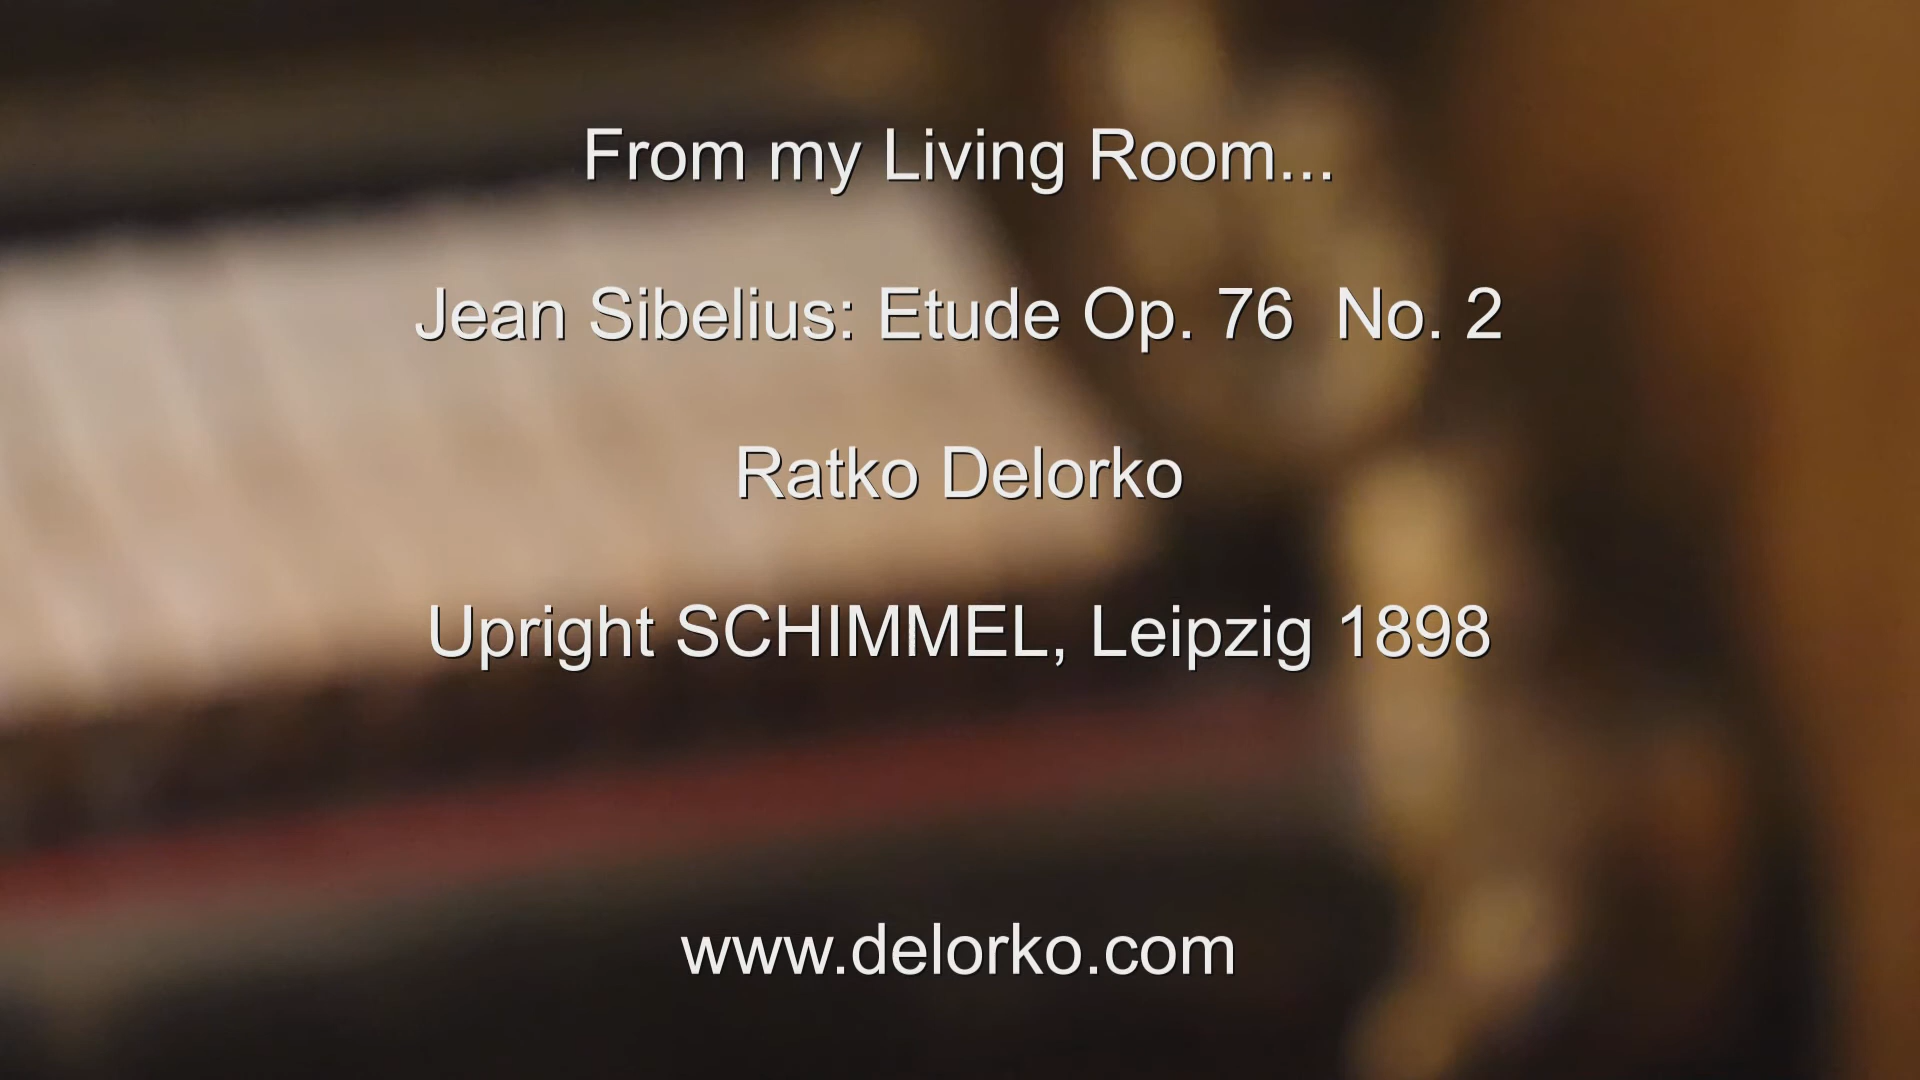 From my Living Room...
Jean Sibelius: Etude Op. 76  No. 2
Ratko Delorko
Upright SCHIMMEL, Leipzig 1898
www.delorko.com